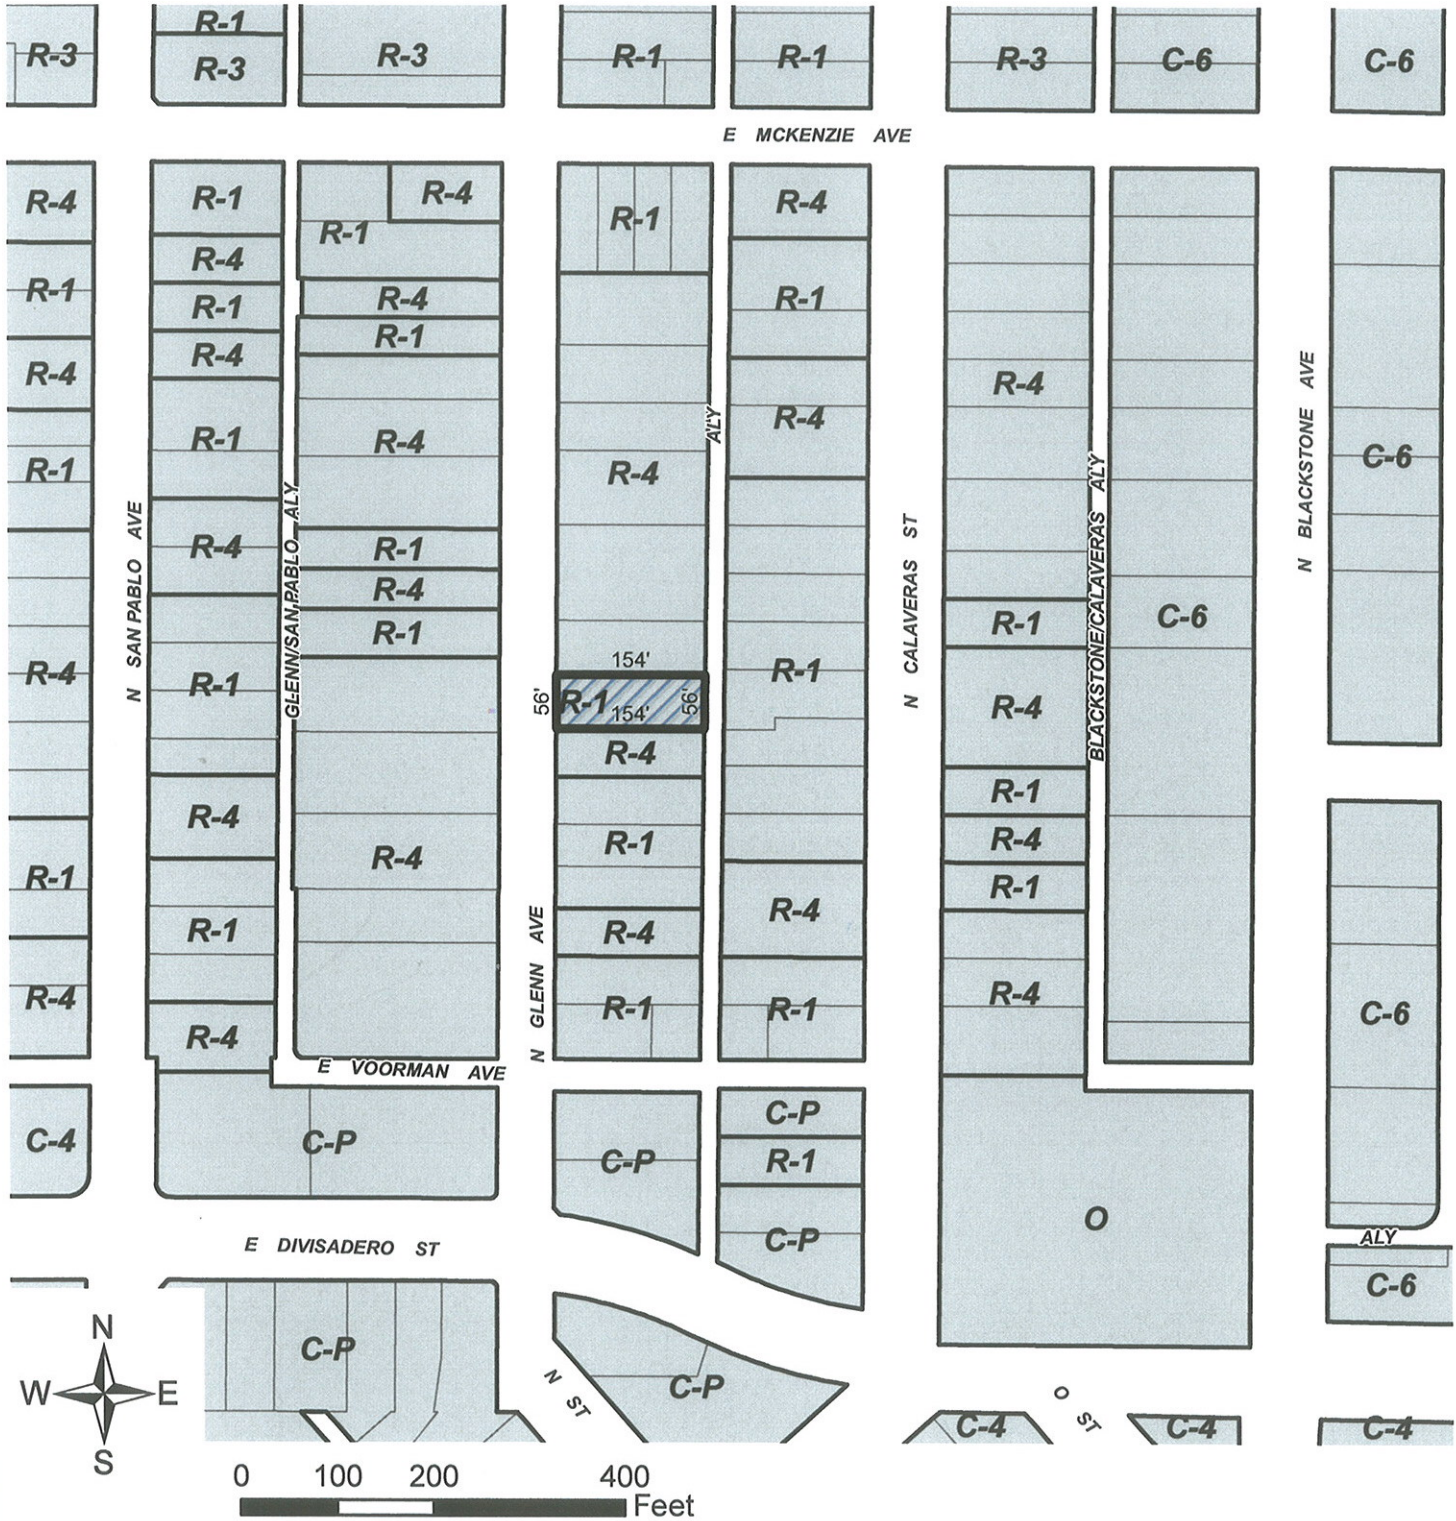 R-1
R-3
R-3
R-3
R-1
R-1
R-3
C-6
C-6
E MCKENZIE AVE
R-4
R-1
R-4
R-1
R-4
R-1
R-4
R-1
R-4
R-1
R-4
R-1
R-4
R-1
R-4
R-1
R-4
R-1
R-4
R-1
R-4
R-4
R-1
R-4
R-1
R-4
R-1
R-4
N SAN PABLO AVE
GLENN/SAN PABLO ALY
R-1
R-4
154'
56'
R-1
154'
56'
R-4
R-1
R-4
R-1
N GLENN AVE
ALY
R-4
R-1
R-4
R-1
R-4
R-1
N CALAVERAS ST
R-4
R-1
R-4
R-1
R-4
R-1
R-4
BLACKSTONE/CALAVERAS ALY
C-6
N BLACKSTONE AVE
C-6
C-6
E VOORMAN AVE
C-4
C-P
C-P
C-P
R-1
C-P
O
ALY
C-6
E DIVISADERO ST
C-P
N ST
C-P
O ST
C-4
C-4
C-4
N
W E
S
0 100 200 400
Feet